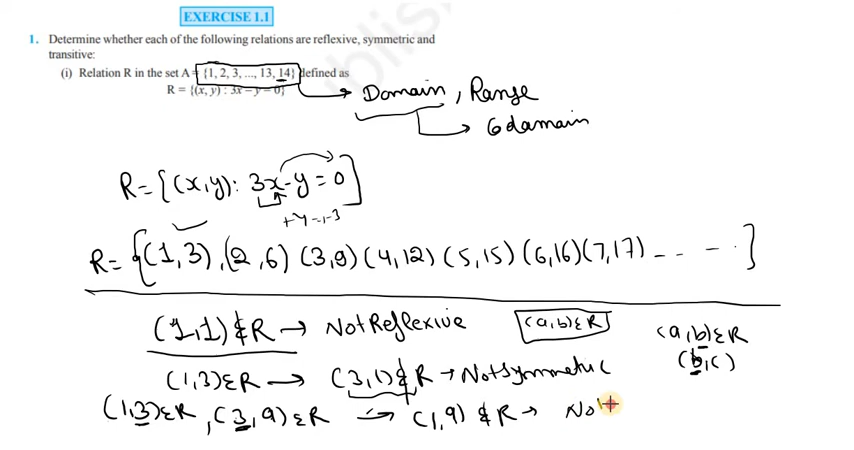 EXERCISE 1.1
1. Determine whether each of the following relations are reflexive, symmetric and
transitive:
(i) Relation R in the set A = {1, 2, 3, ..., 13, 14} defined as
R = {(x, y) : 3x − y = 0}
Domain, Range
Codamain
R = {(x,y): 3x - y = 0}
R = {(1,3), (2,6) (3,9) (4,12) (5,15) (6,16) (7,17) - - - - }
(1,1) ∉ R → Not Reflexive
(a,b) ε R
(a,b) ε R
(b,c)
(1,3) ε R → (3,1) ∉ R → Not Symmetric
(1,3) ε R, (3,9) ε R → (1,9) ∉ R → Not